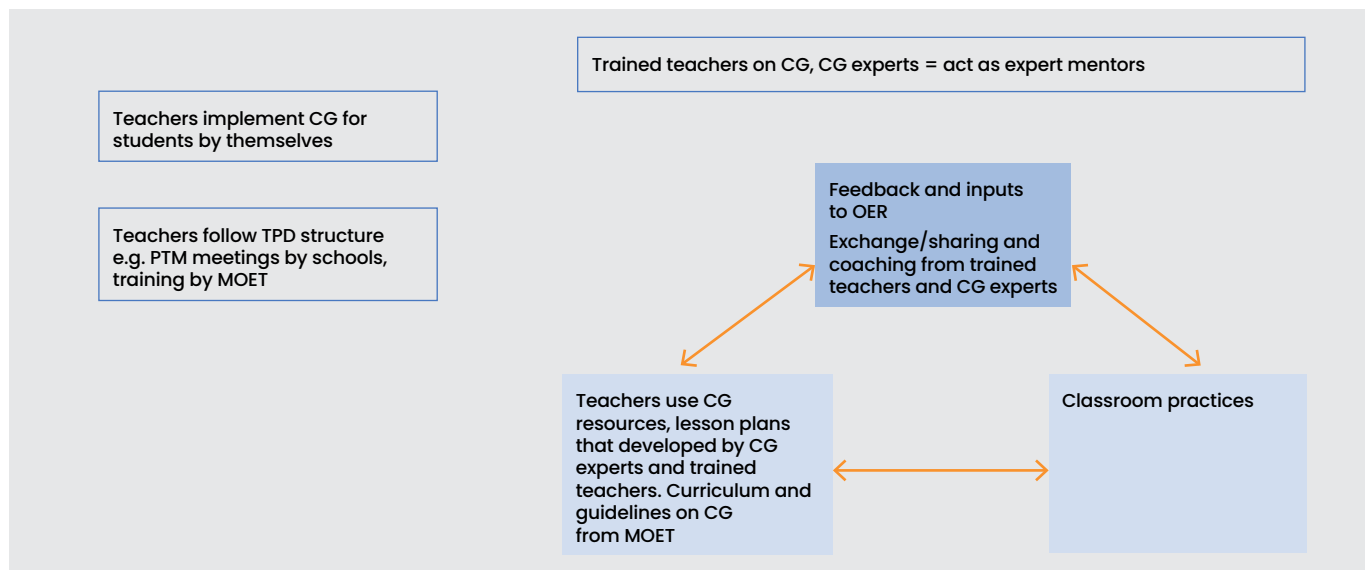 Trained teachers on CG, CG experts = act as expert mentors
Teachers implement CG for
students by themselves
Teachers follow TPD structure
e.g. PTM meetings by schools,
training by MOET
Feedback and inputs
to OER
Exchange/sharing and
coaching from trained
teachers and CG experts
Teachers use CG
resources, lesson plans
that developed by CG
experts and trained
teachers. Curriculum and
guidelines on CG
from MOET
Classroom practices